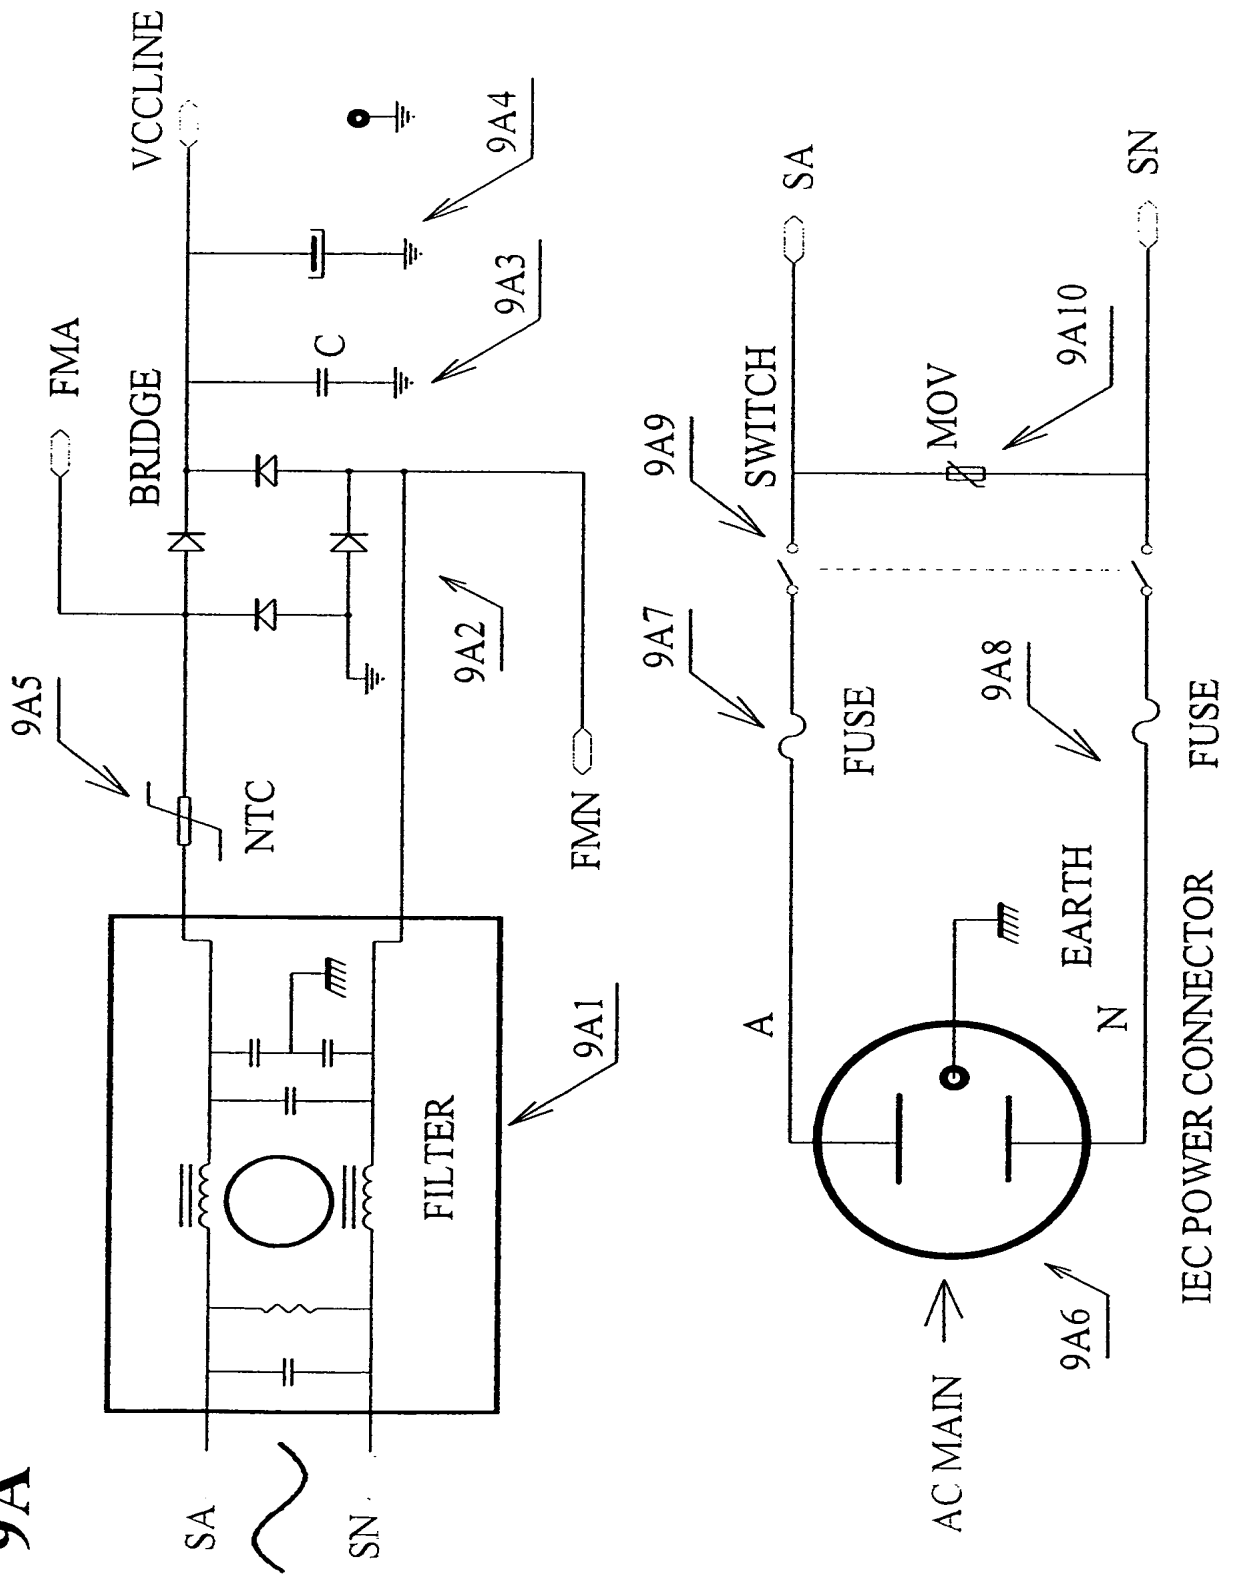 9A
9A5
FMA
VCCLINE
BRIDGE
NTC
C
9A4
9A3
9A2
SA
SN
FILTER
9A1
FMN
9A7
9A9
SWITCH
SA
FUSE
A
MOV
9A10
9A8
EARTH
AC MAIN
N
SN
9A6
FUSE
IEC POWER CONNECTOR